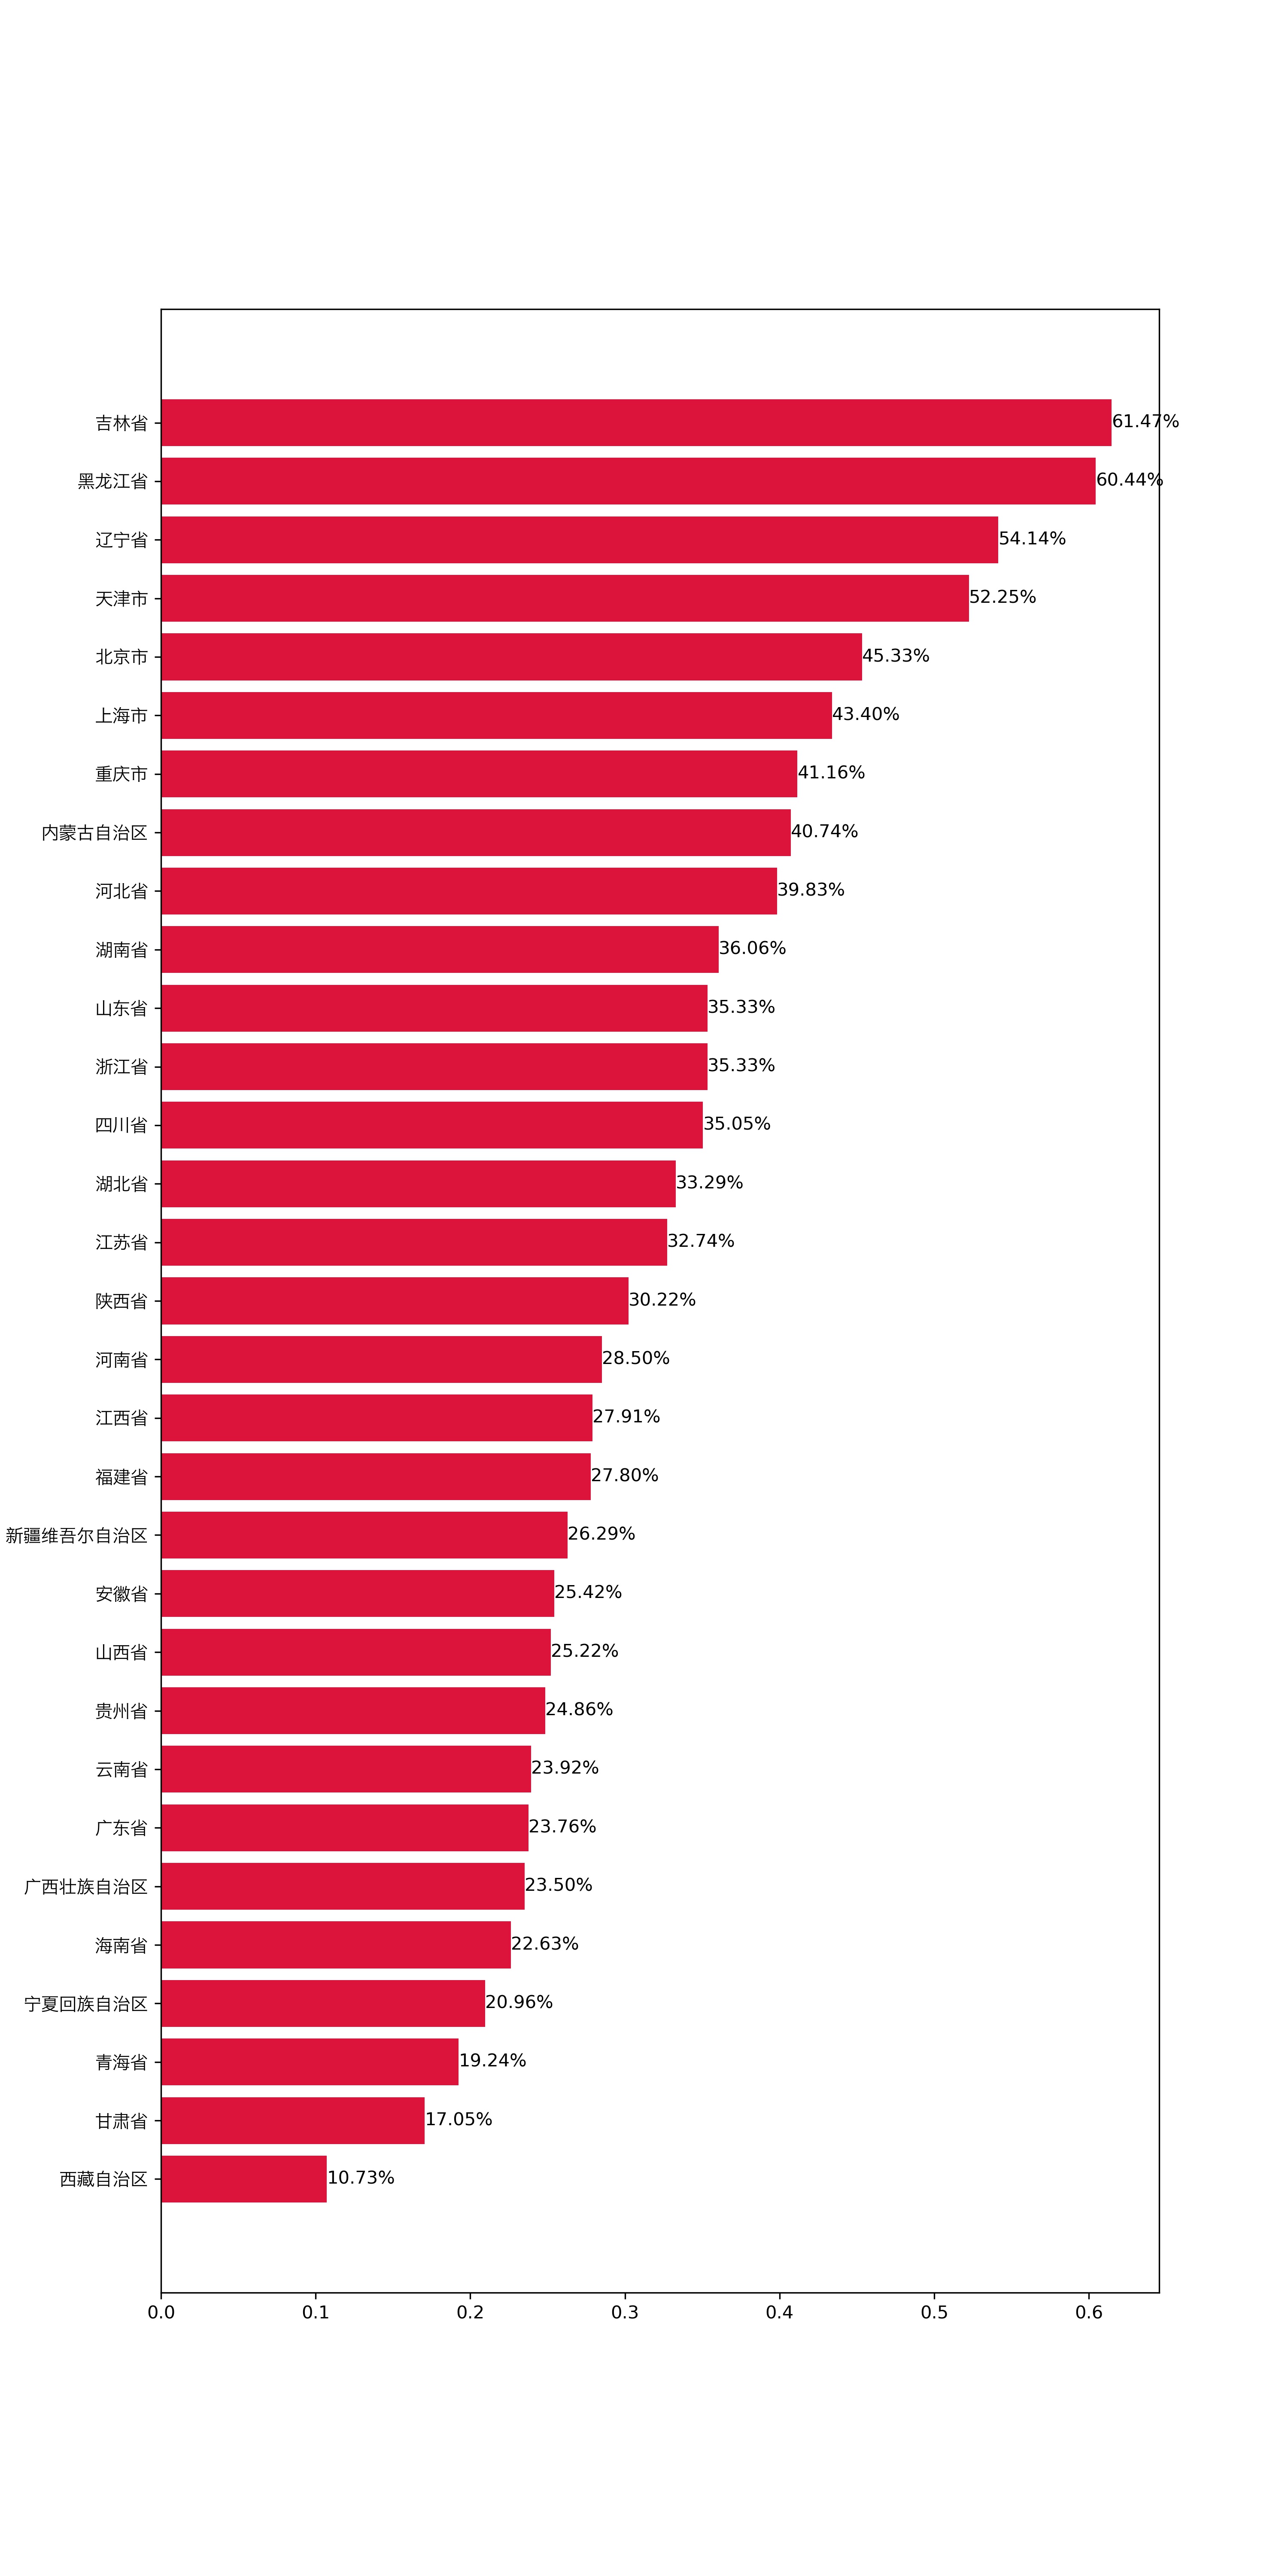 吉林省 61.47%
黑龙江省 60.44%
辽宁省 54.14%
天津市 52.25%
北京市 45.33%
上海市 43.40%
重庆市 41.16%
内蒙古自治区 40.74%
河北省 39.83%
湖南省 36.06%
山东省 35.33%
浙江省 35.33%
四川省 35.05%
湖北省 33.29%
江苏省 32.74%
陕西省 30.22%
河南省 28.50%
江西省 27.91%
福建省 27.80%
新疆维吾尔自治区 26.29%
安徽省 25.42%
山西省 25.22%
贵州省 24.86%
云南省 23.92%
广东省 23.76%
广西壮族自治区 23.50%
海南省 22.63%
宁夏回族自治区 20.96%
青海省 19.24%
甘肃省 17.05%
西藏自治区 10.73%
0.0 0.1 0.2 0.3 0.4 0.5 0.6